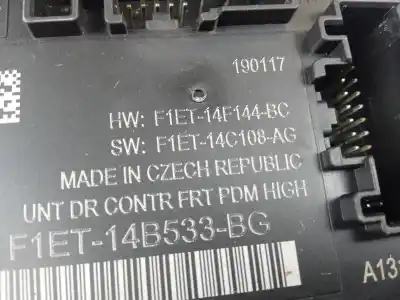 190117
HW: F1ET-14F144-BC
SW: F1ET-14C108-AG
MADE IN CZECH REPUBLIC
UNT DR CONTR FRT PDM HIGH
F1ET-14B533-BG